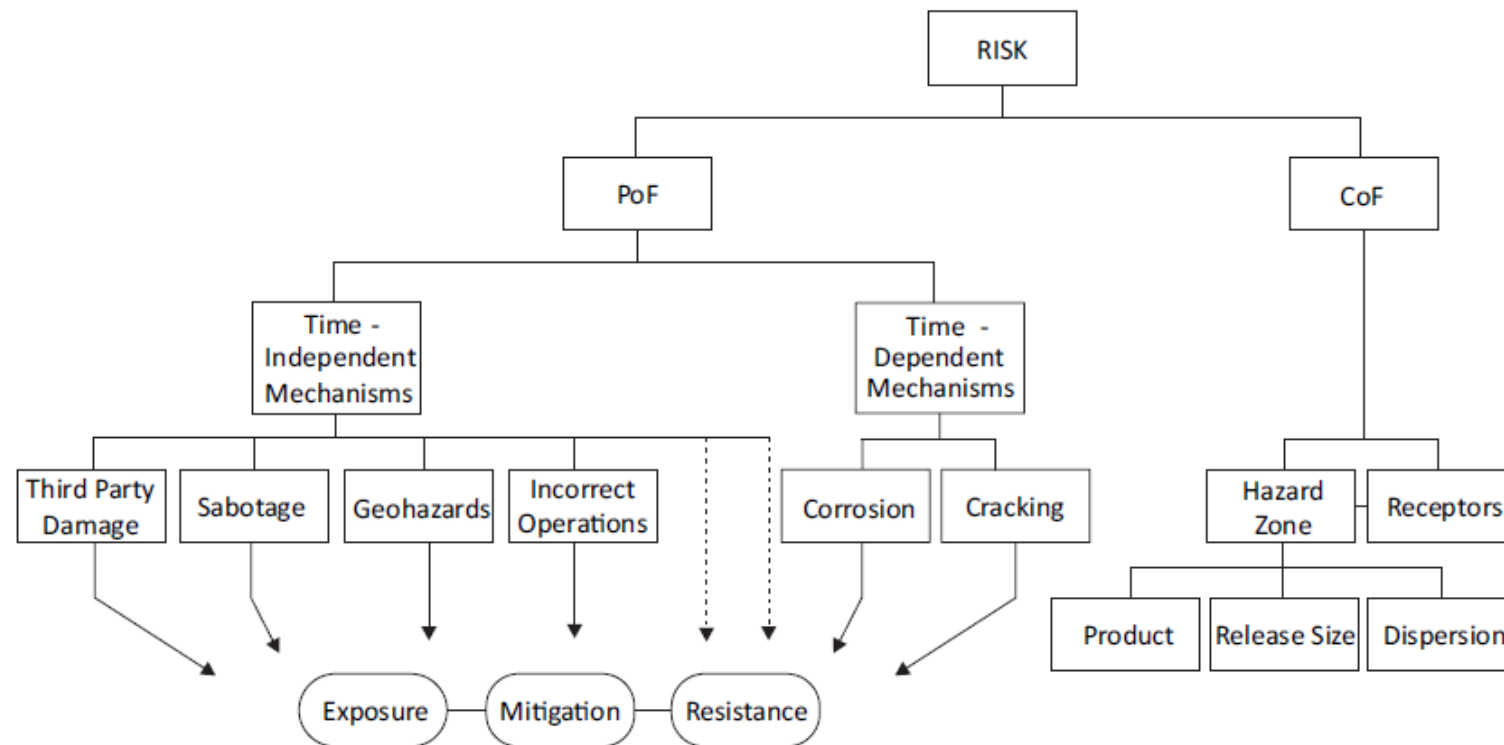 RISK
PoF
CoF
Time -
Independent
Mechanisms
Time -
Dependent
Mechanisms
Third Party
Damage
Sabotage
Geohazards
Incorrect
Operations
Corrosion
Cracking
Hazard
Zone
Receptors
Product
Release Size
Dispersion
Exposure
Mitigation
Resistance